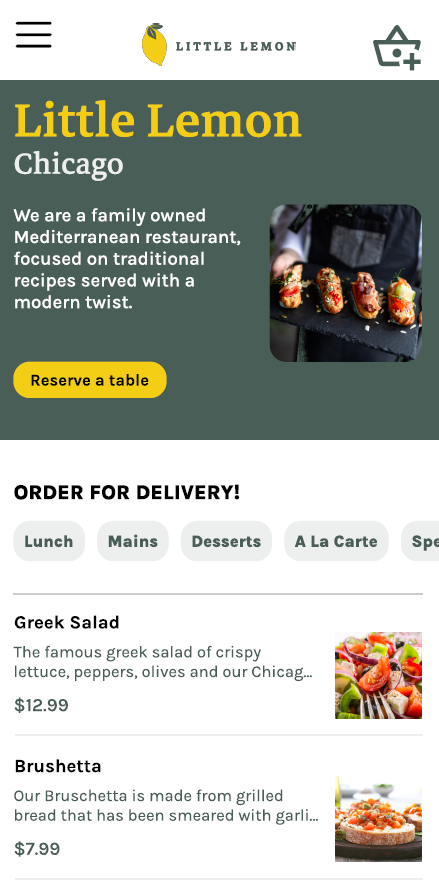 LITTLE LEMON
Little Lemon
Chicago
We are a family owned
Mediterranean restaurant,
focused on traditional
recipes served with a
modern twist.
Reserve a table
ORDER FOR DELIVERY!
Lunch Mains Desserts A La Carte Spe
Greek Salad
The famous greek salad of crispy
lettuce, peppers, olives and our Chicag...
$12.99
Brushetta
Our Bruschetta is made from grilled
bread that has been smeared with garli...
$7.99